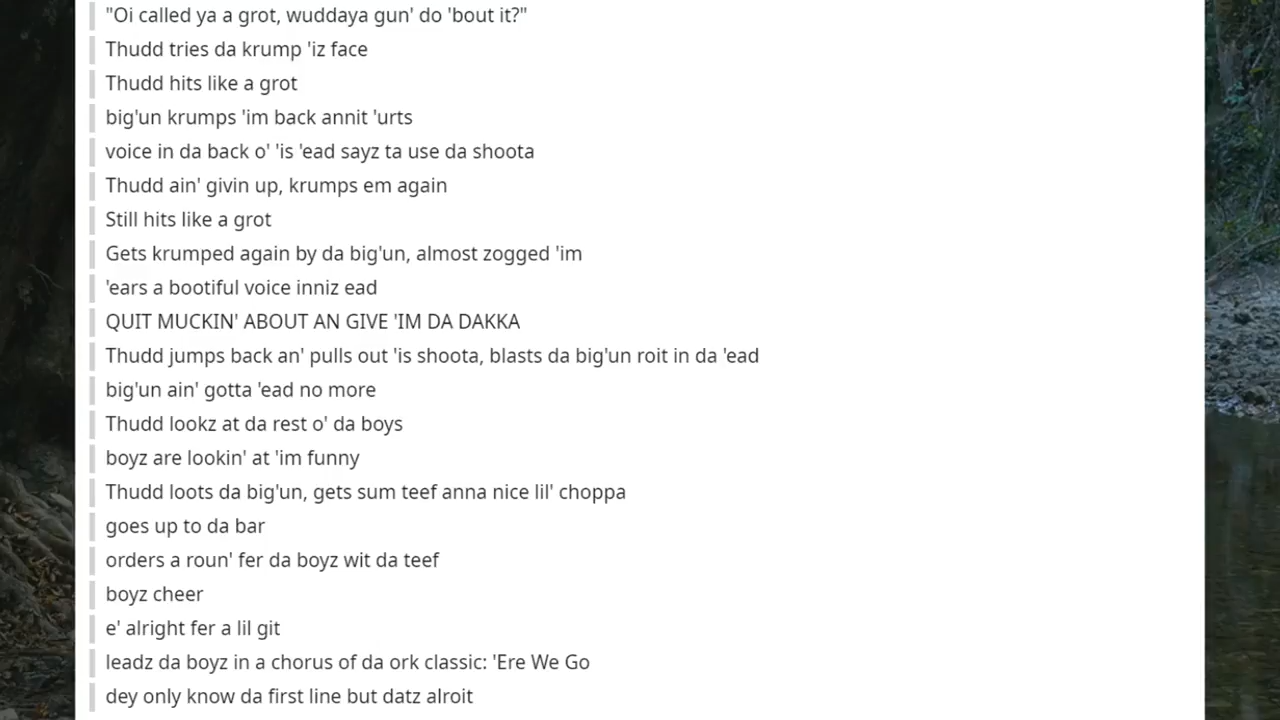 "Oi called ya a grot, wuddaya gun' do 'bout it?"
Thudd tries da krump 'iz face
Thudd hits like a grot
big'un krumps 'im back annit 'urts
voice in da back o' 'is 'ead sayz ta use da shoota
Thudd ain' givin up, krumps em again
Still hits like a grot
Gets krumped again by da big'un, almost zogged 'im
'ears a bootiful voice inniz ead
QUIT MUCKIN' ABOUT AN GIVE 'IM DA DAKKA
Thudd jumps back an' pulls out 'is shoota, blasts da big'un roit in da 'ead
big'un ain' gotta 'ead no more
Thudd lookz at da rest o' da boys
boyz are lookin' at 'im funny
Thudd loots da big'un, gets sum teef anna nice lil' choppa
goes up to da bar
orders a roun' fer da boyz wit da teef
boyz cheer
e' alright fer a lil git
leadz da boyz in a chorus of da ork classic: 'Ere We Go
dey only know da first line but datz alroit